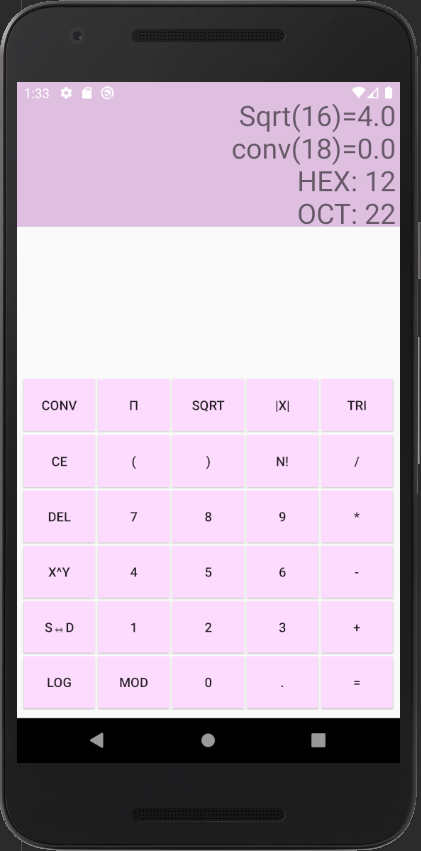 1:33
Sqrt(16)=4.0
conv(18)=0.0
HEX: 12
OCT: 22
CONV П SQRT |X| TRI
CE ( ) N! /
DEL 7 8 9 *
X^Y 4 5 6 -
S↔D 1 2 3 +
LOG MOD 0 . =